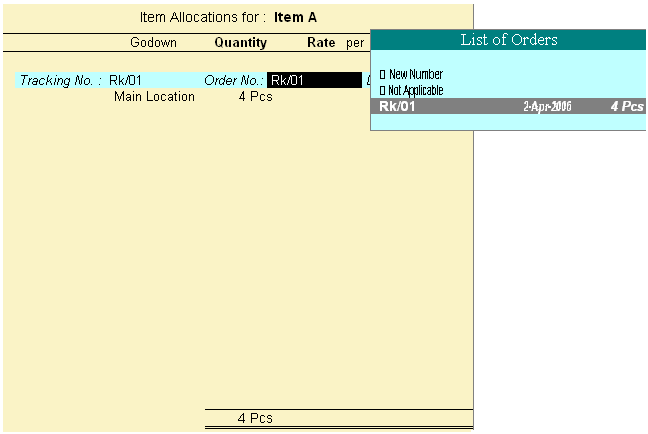 Item Allocations for : Item A
Godown Quantity Rate per
List of Orders
New Number
Not Applicable
Rk/01 2-Apr-2006 4 Pcs
Tracking No. : Rk/01 Order No.: Rk/01
Main Location 4 Pcs
4 Pcs